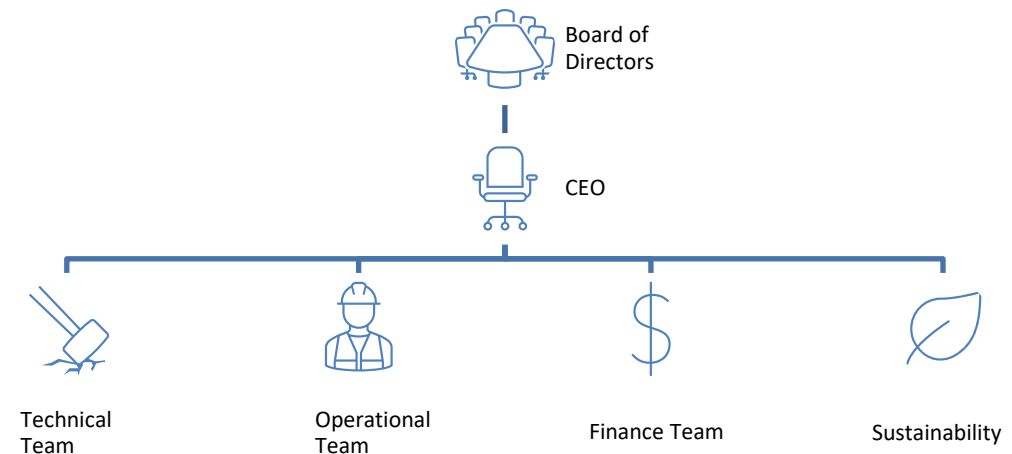 Board of
Directors
CEO
Technical
Team
Operational
Team
Finance Team
Sustainability